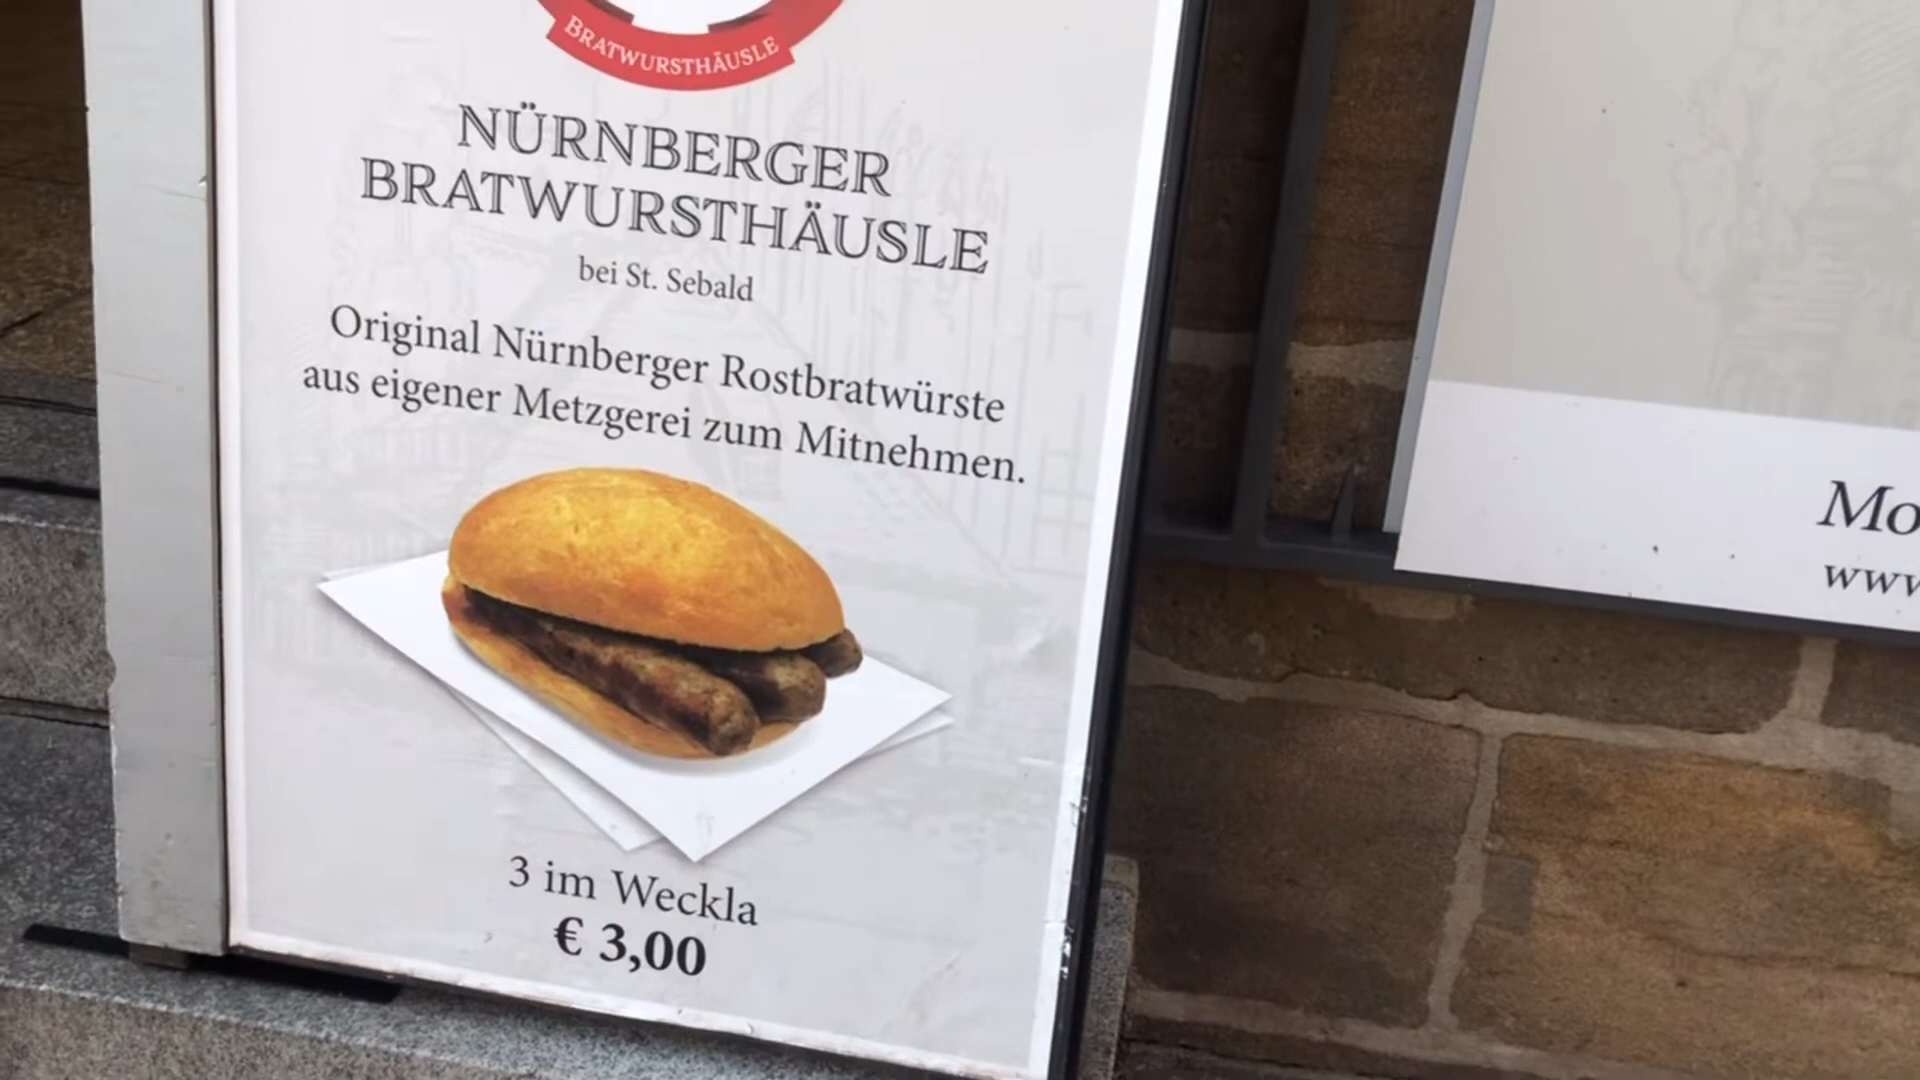 BRATWURSTHÄUSLE
NÜRNBERGER
BRATWURSTHÄUSLE
bei St. Sebald
Original Nürnberger Rostbratwürste
aus eigener Metzgerei zum Mitnehmen.
3 im Weckla
€ 3,00
Mo
www